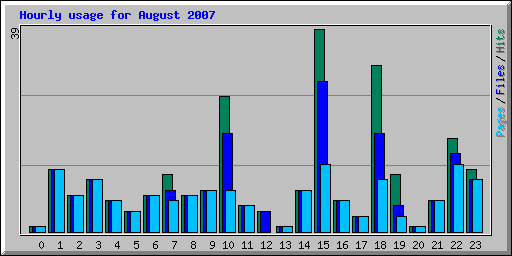 Hourly usage for August 2007
39
Pages/Files/Hits
0 1 2 3 4 5 6 7 8 9 10 11 12 13 14 15 16 17 18 19 20 21 22 23